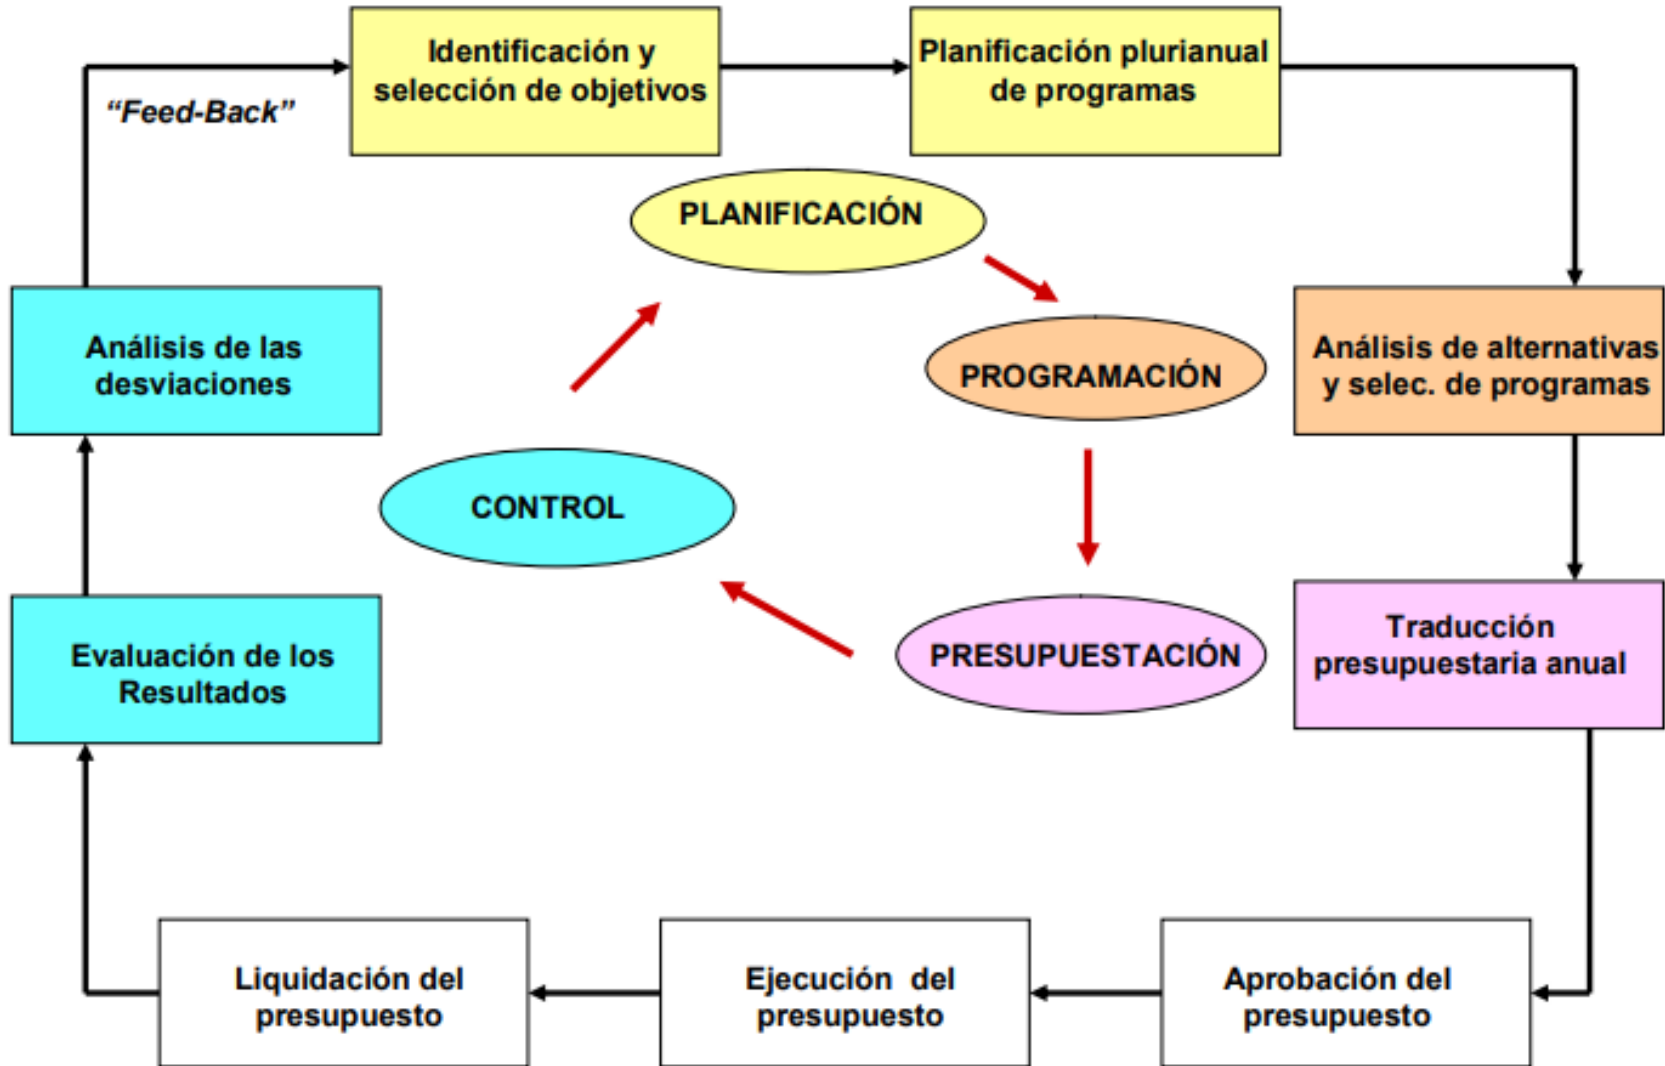 Identificación y
selección de objetivos
Planificación plurianual
de programas
“Feed-Back”
PLANIFICACIÓN
Análisis de las
desviaciones
PROGRAMACIÓN
Análisis de alternativas
y selec. de programas
CONTROL
Evaluación de los
Resultados
PRESUPUESTACIÓN
Traducción
presupuestaria anual
Liquidación del
presupuesto
Ejecución  del
presupuesto
Aprobación del
presupuesto